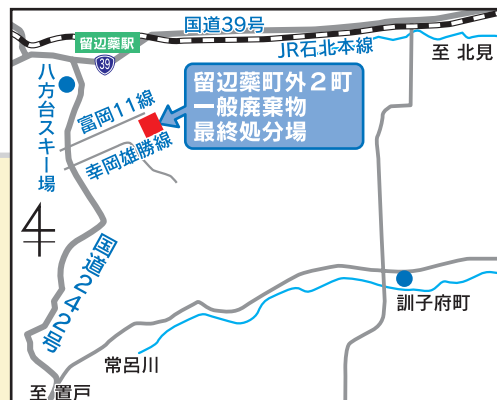 国道39号
留辺蘂駅
JR石北本線
至 北見
39
八方台スキー場
富岡11線
留辺蘂町外2町
一般廃棄物
最終処分場
幸岡雄勝線
国道242号
訓子府町
常呂川
至 置戸